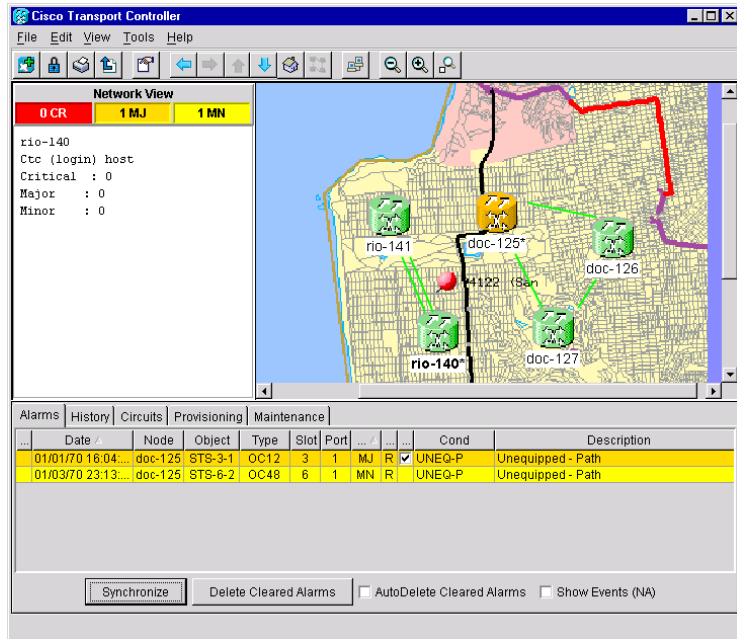 Cisco Transport Controller
File Edit View Tools Help
Network View
0 CR 1 MJ 1 MN
rio-140
Ctc (login) host
Critical : 0
Major : 0
Minor : 0
rio-141
doc-125*
doc-126
4122 (San
rio-140*
doc-127
Alarms History Circuits Provisioning Maintenance
... Date Node Object Type Slot Port ... ... ... Cond Description
01/01/70 16:04:... doc-125 STS-3-1 OC12 3 1 MJ R UNEQ-P Unequipped - Path
01/03/70 23:13:... doc-125 STS-6-2 OC48 6 1 MN R UNEQ-P Unequipped - Path
Synchronize Delete Cleared Alarms AutoDelete Cleared Alarms Show Events (NA)